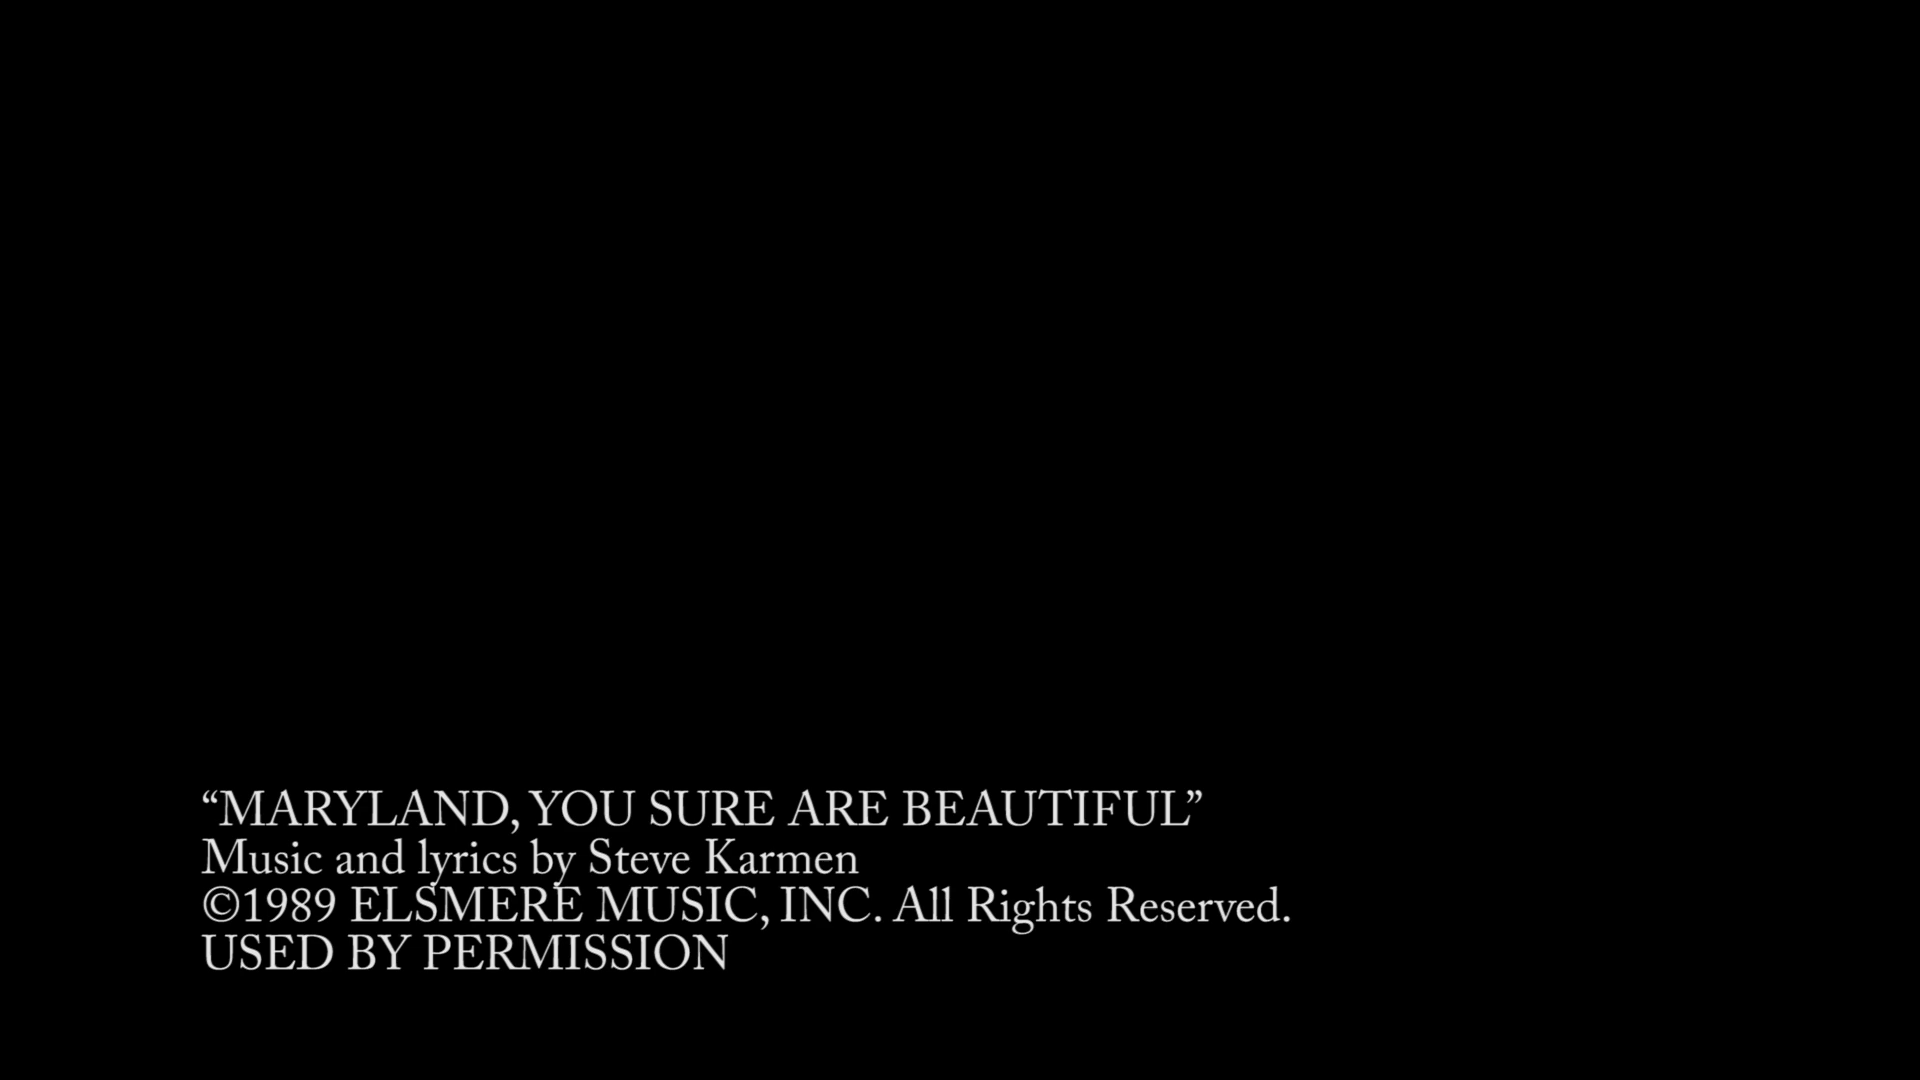 “MARYLAND, YOU SURE ARE BEAUTIFUL”
Music and lyrics by Steve Karmen
©1989 ELSMERE MUSIC, INC. All Rights Reserved.
USED BY PERMISSION